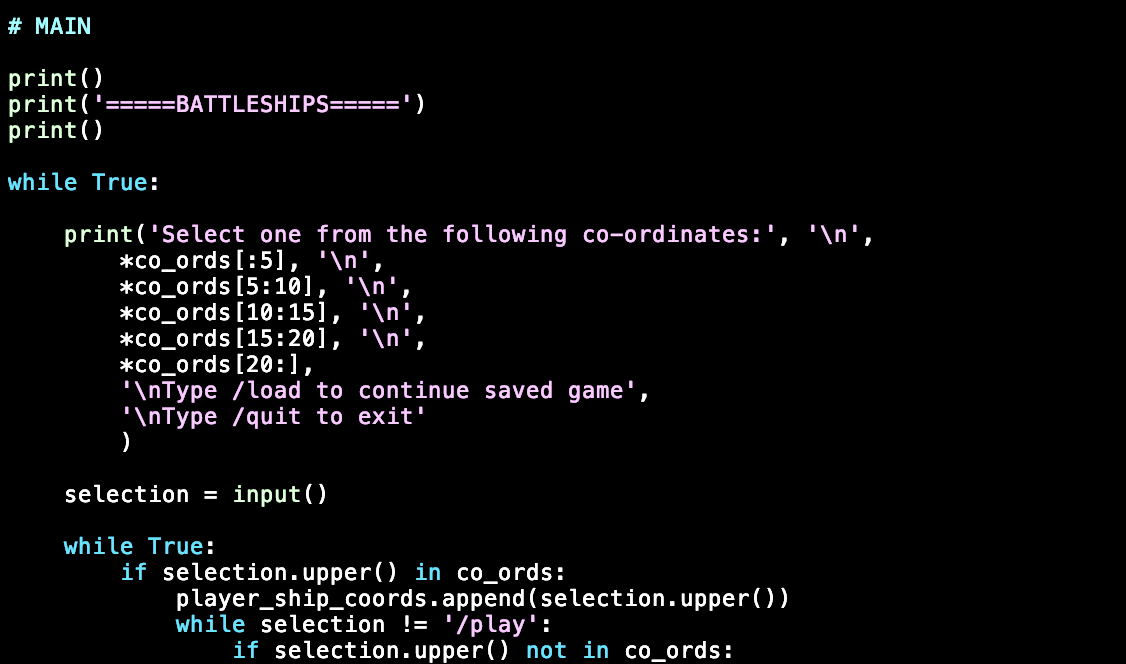 # MAIN
print()
print('=====BATTLESHIPS=====')
print()
while True:
    print('Select one from the following co-ordinates:', '\n',
        *co_ords[:5], '\n',
        *co_ords[5:10], '\n',
        *co_ords[10:15], '\n',
        *co_ords[15:20], '\n',
        *co_ords[20:],
        '\nType /load to continue saved game',
        '\nType /quit to exit'
        )
    selection = input()
    while True:
        if selection.upper() in co_ords:
            player_ship_coords.append(selection.upper())
            while selection != '/play':
                if selection.upper() not in co_ords: